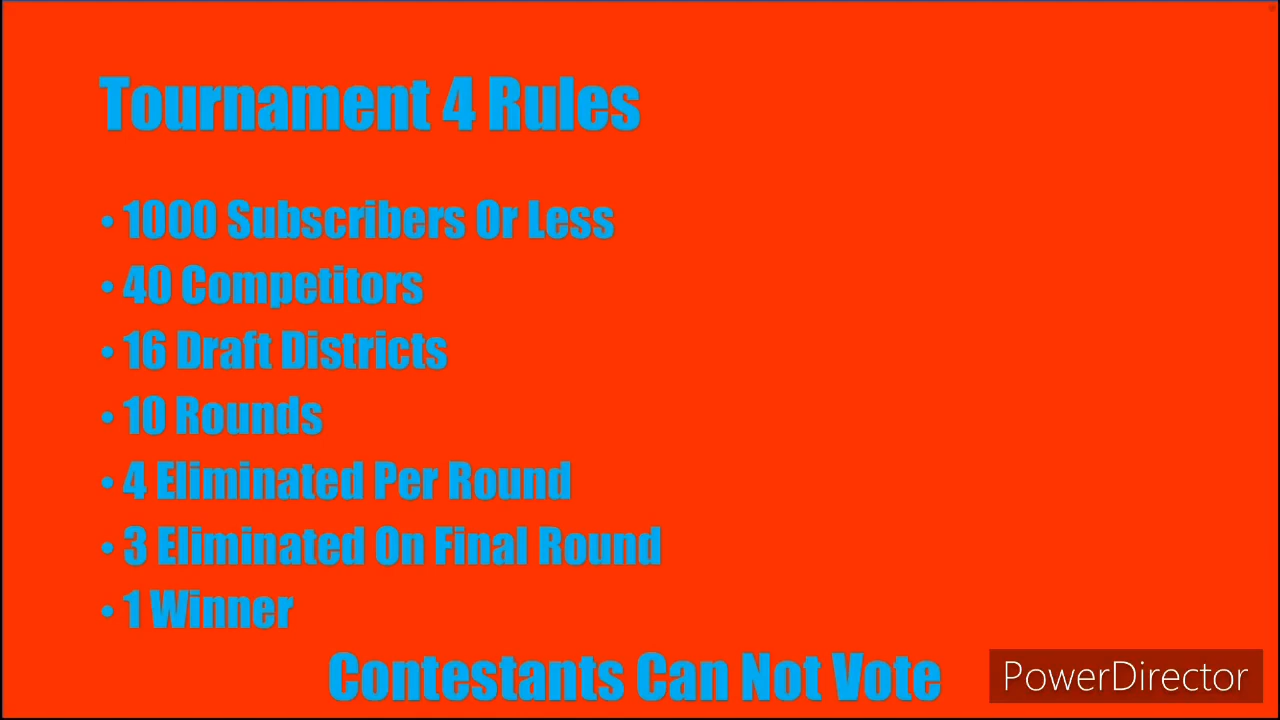 Tournament 4 Rules
• 1000 Subscribers Or Less
• 40 Competitors
• 16 Draft Districts
• 10 Rounds
• 4 Eliminated Per Round
• 3 Eliminated On Final Round
• 1 Winner
Contestants Can Not Vote
PowerDirector